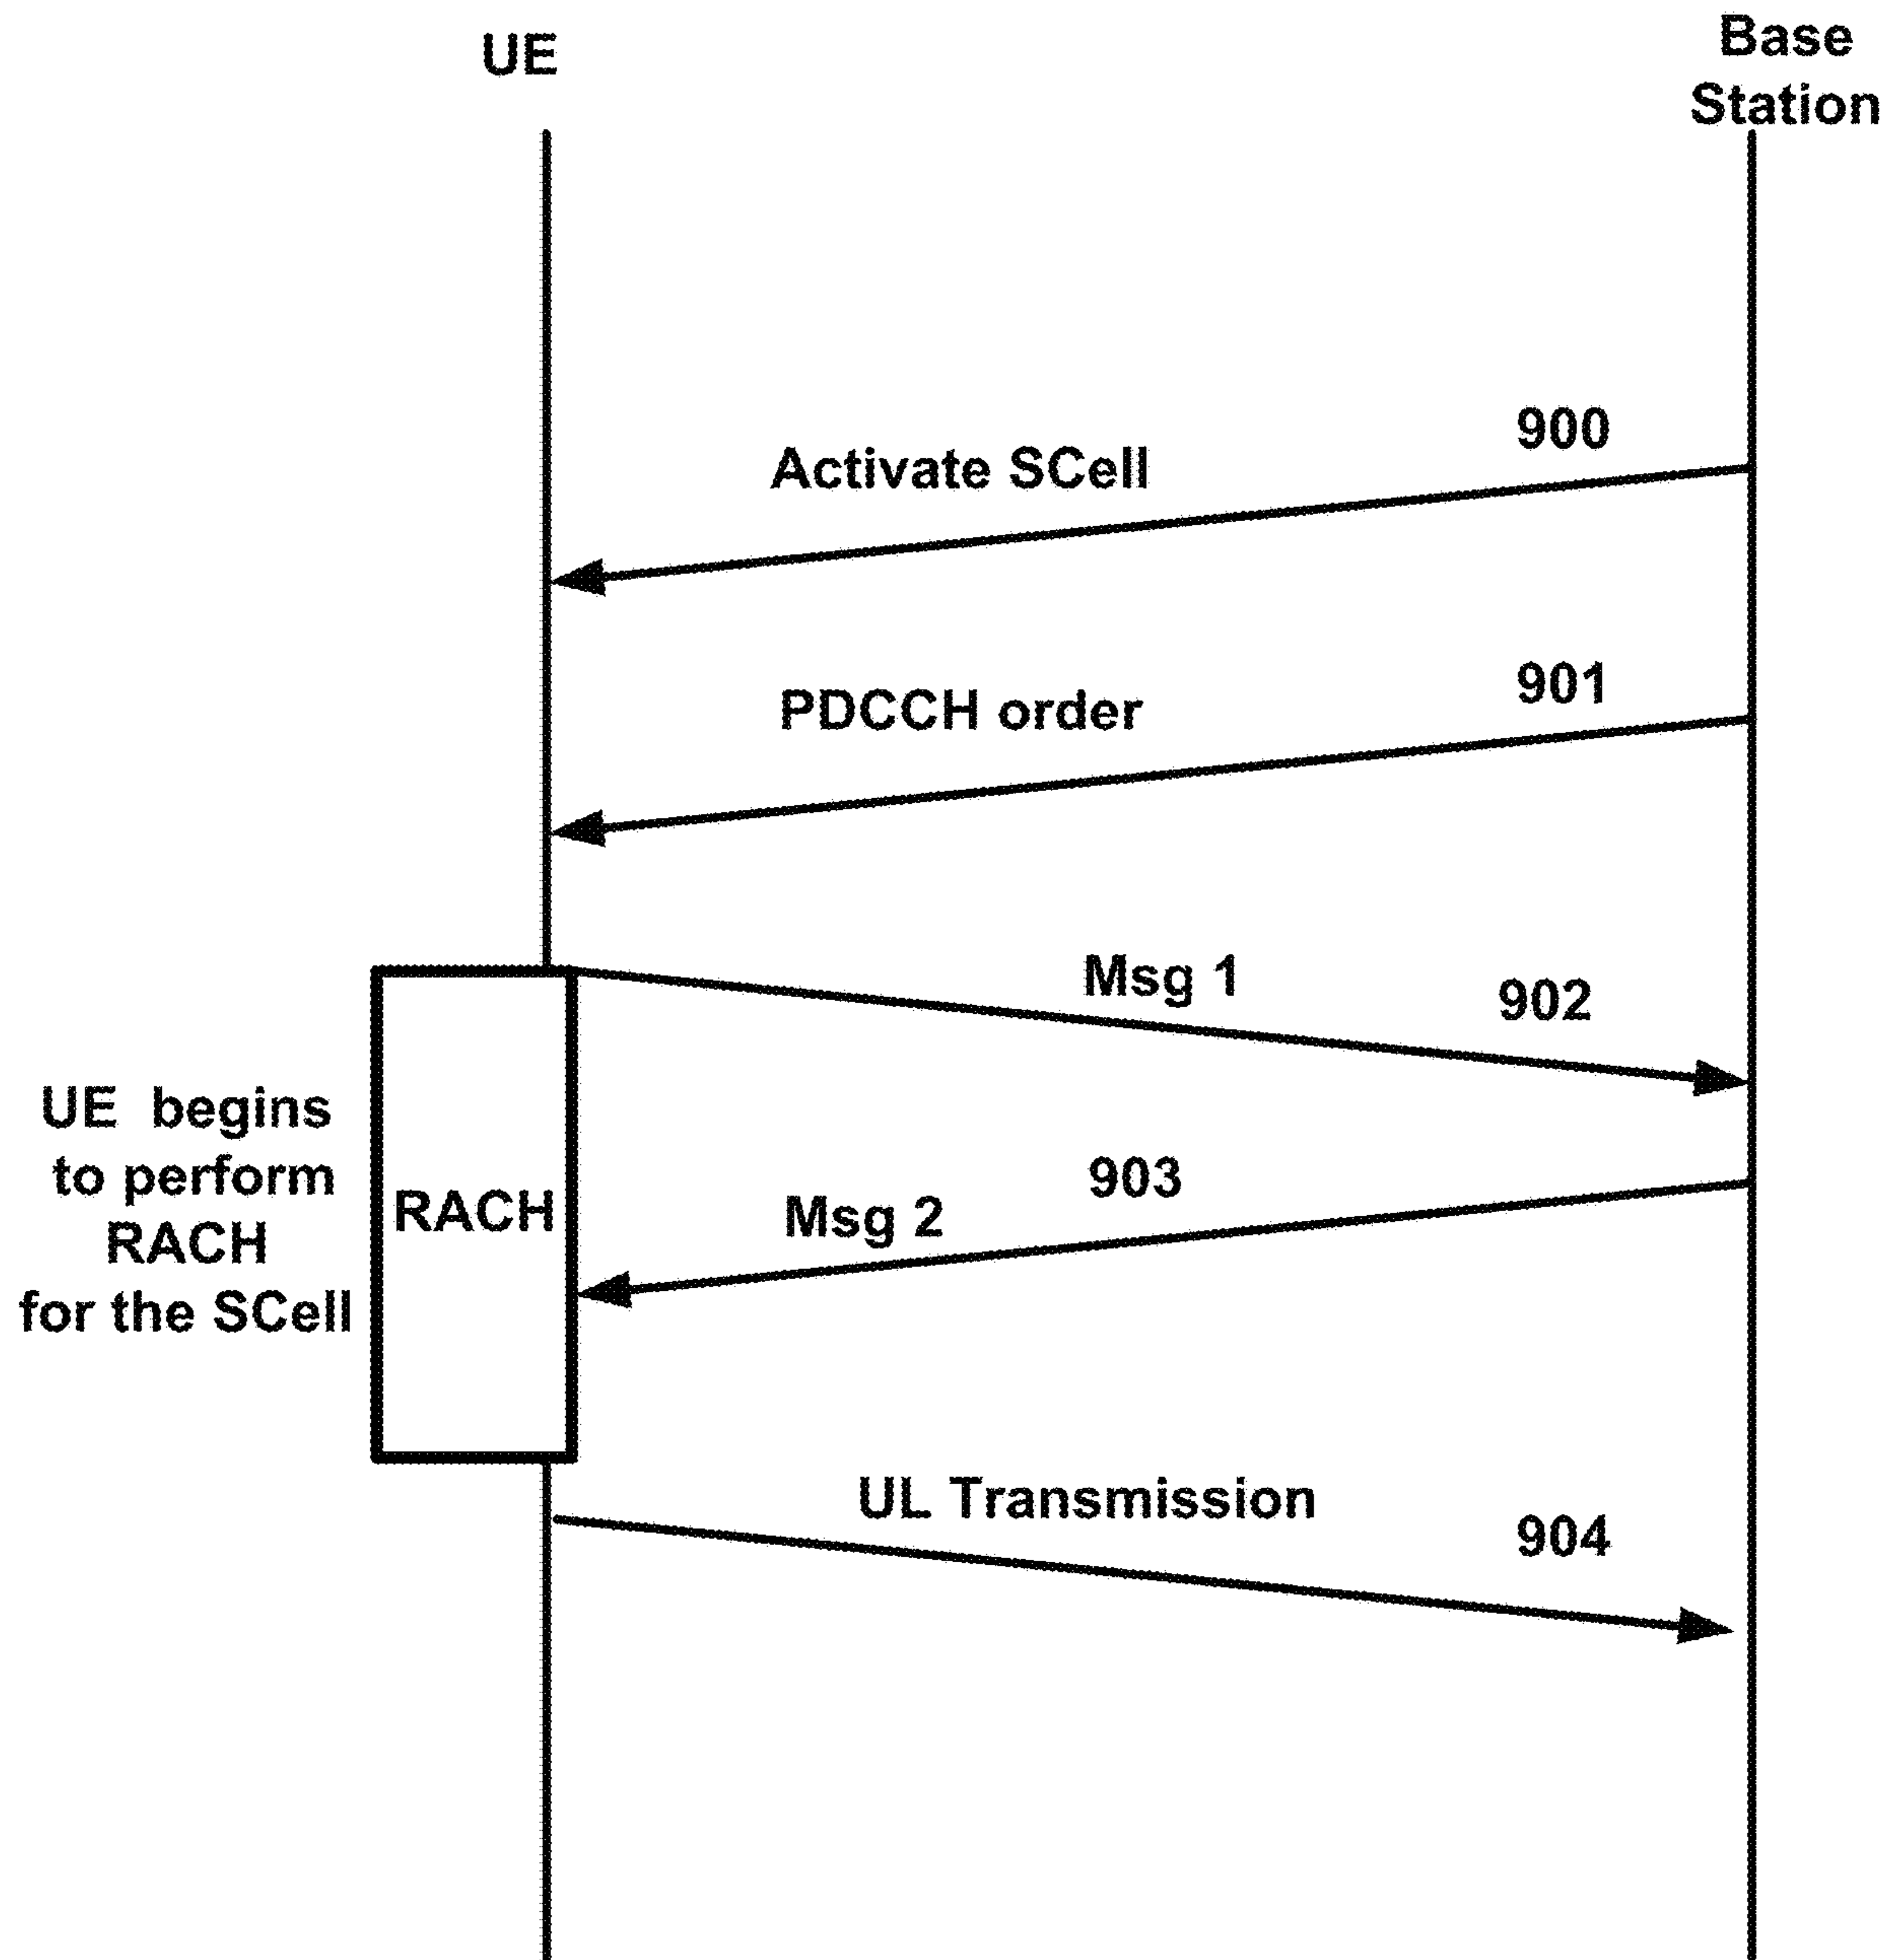 UE
Base
Station
900
Activate SCell
901
PDCCH order
Msg 1
902
UE begins
to perform
RACH
for the SCell
RACH
903
Msg 2
UL Transmission
904